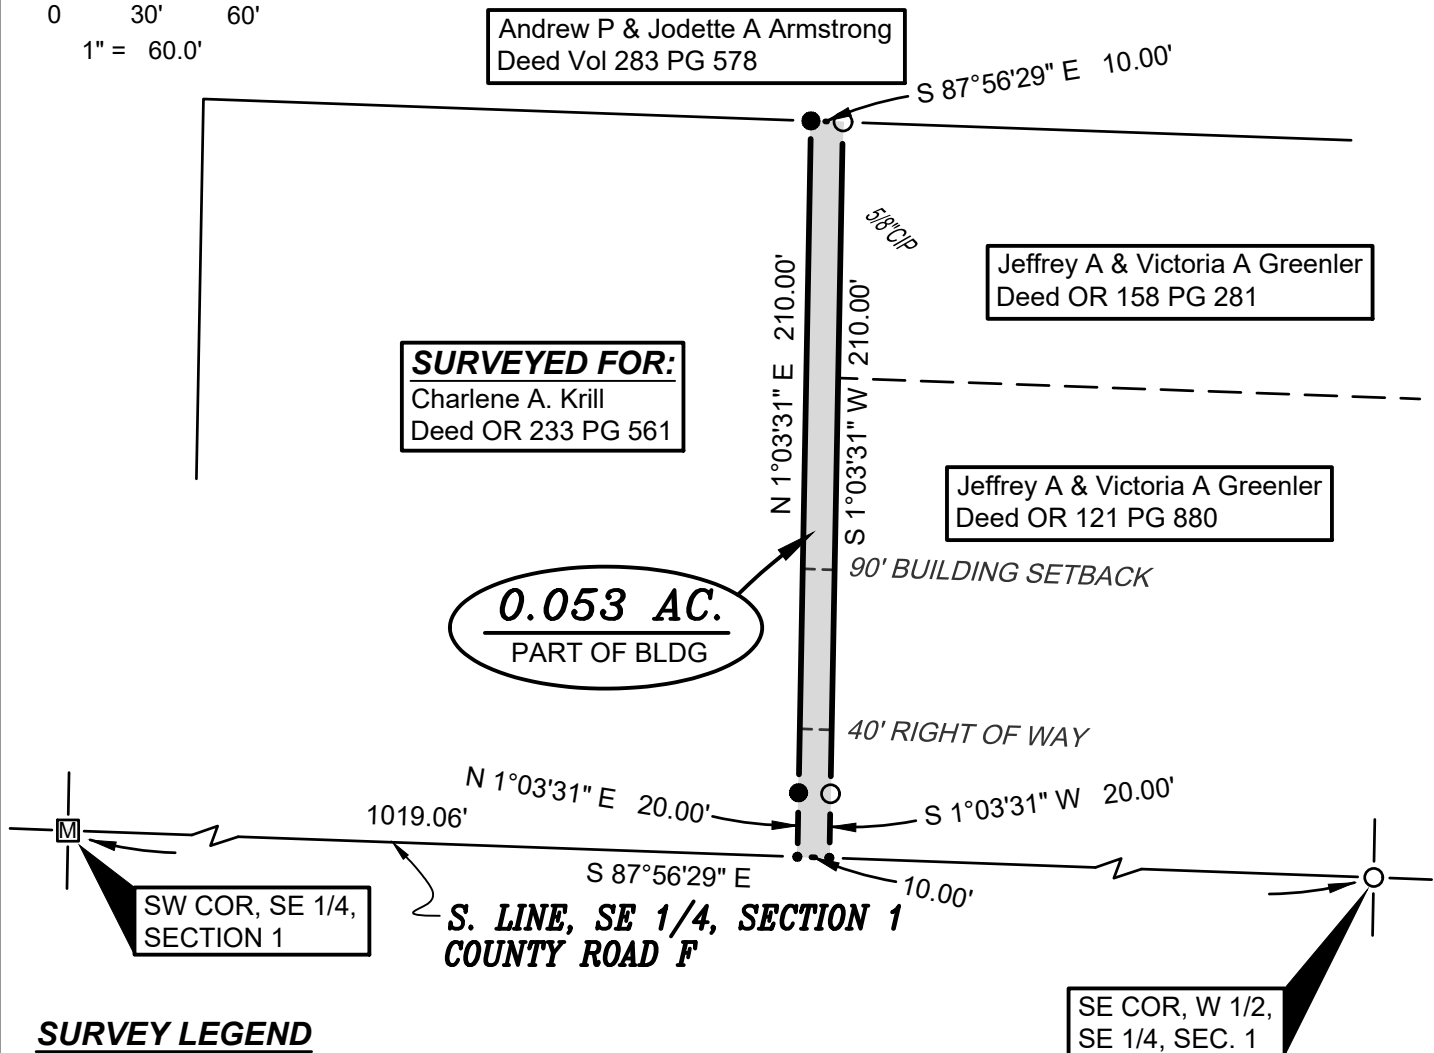 0 30' 60'
1" = 60.0'
Andrew P & Jodette A Armstrong
Deed Vol 283 PG 578
S 87°56'29" E 10.00'
5/8"CIP
Jeffrey A & Victoria A Greenler
Deed OR 158 PG 281
N 1°03'31" E 210.00'
S 1°03'31" W 210.00'
SURVEYED FOR:
Charlene A. Krill
Deed OR 233 PG 561
Jeffrey A & Victoria A Greenler
Deed OR 121 PG 880
90' BUILDING SETBACK
0.053 AC.
PART OF BLDG
40' RIGHT OF WAY
N 1°03'31" E 20.00'
S 1°03'31" W 20.00'
1019.06'
M
S 87°56'29" E
10.00'
SW COR, SE 1/4,
SECTION 1
S. LINE, SE 1/4, SECTION 1
COUNTY ROAD F
SE COR, W 1/2,
SE 1/4, SEC. 1
SURVEY LEGEND